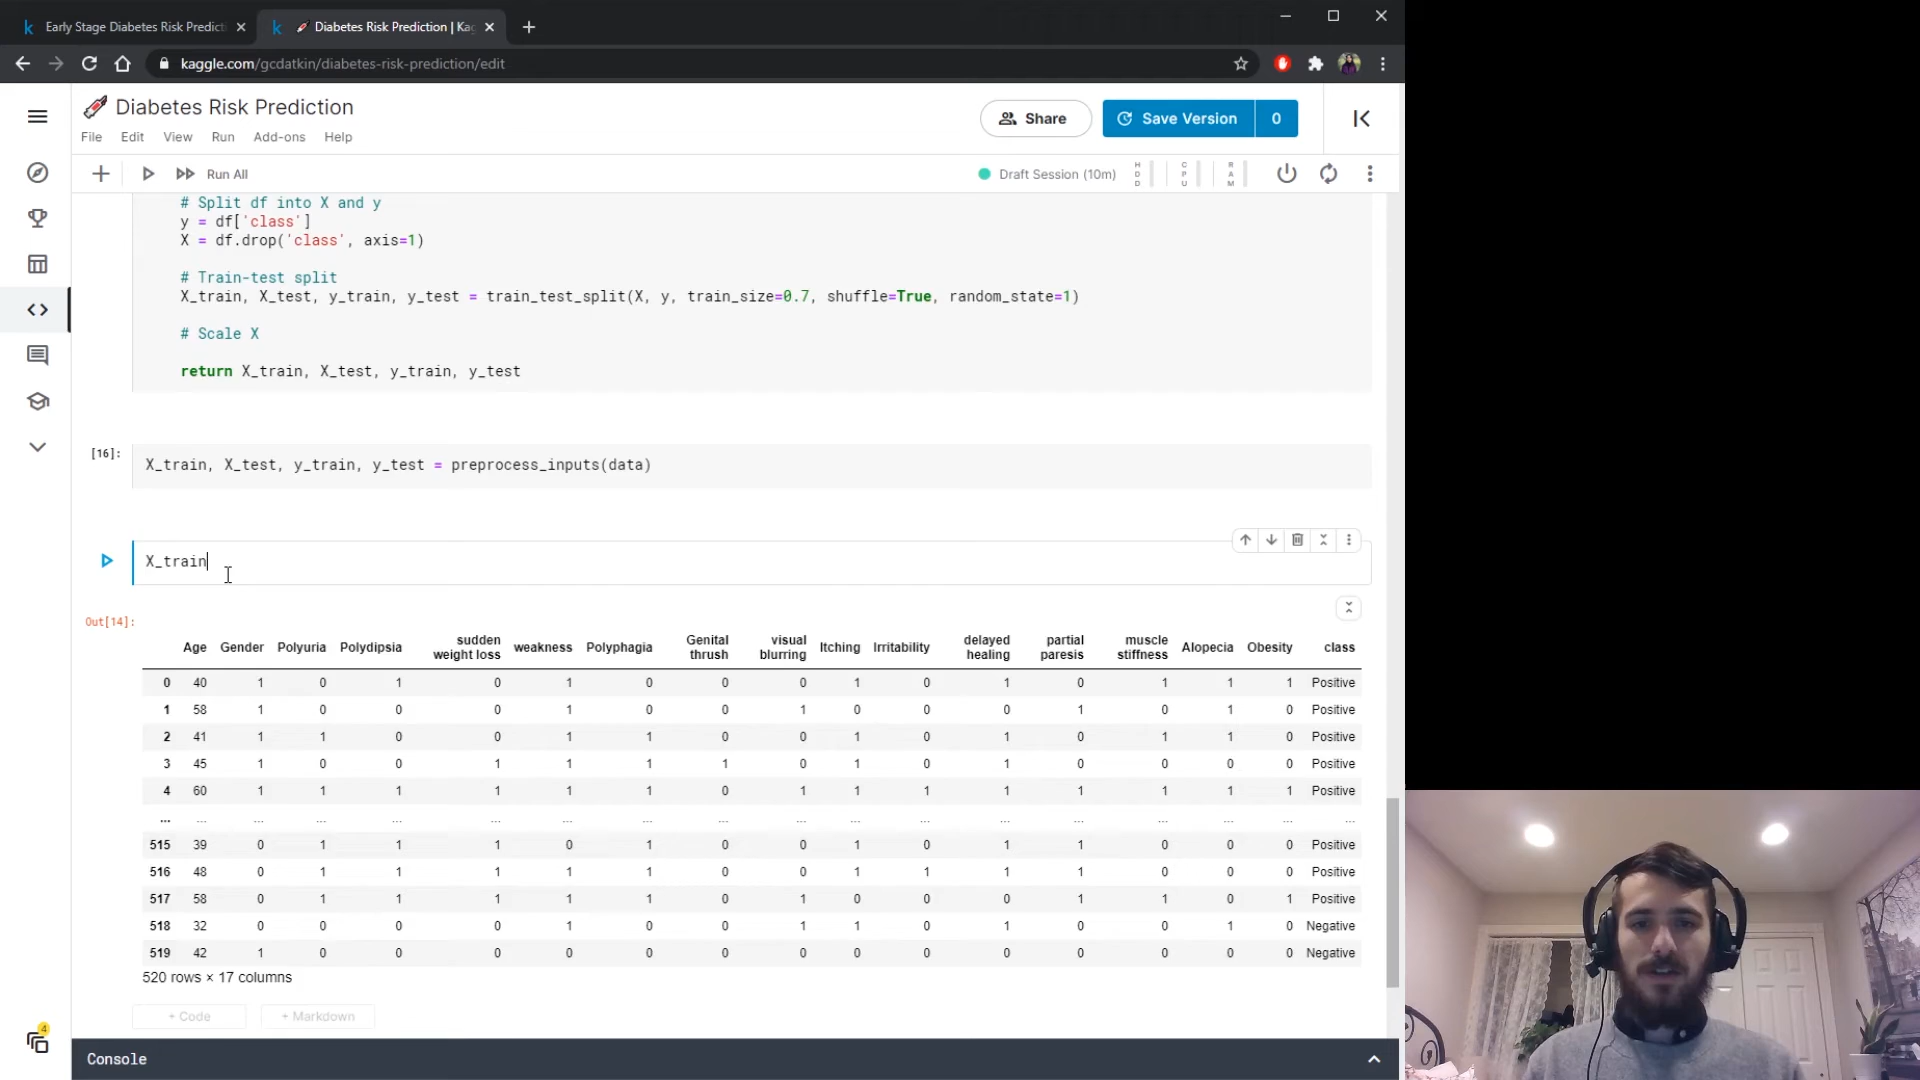 Early Stage Diabetes Risk Predicti
Diabetes Risk Prediction | Kag
kaggle.com/gcdatkin/diabetes-risk-prediction/edit
Diabetes Risk Prediction
File Edit View Run Add-ons Help
Share
Save Version 0
Run All
Draft Session (10m)
HDD
CPU
RAM
# Split df into X and y
y = df['class']
X = df.drop('class', axis=1)
# Train-test split
X_train, X_test, y_train, y_test = train_test_split(X, y, train_size=0.7, shuffle=True, random_state=1)
# Scale X
return X_train, X_test, y_train, y_test
[16]:
X_train, X_test, y_train, y_test = preprocess_inputs(data)
X_train
Out[14]:
Age Gender Polyuria Polydipsia sudden weight loss weakness Polyphagia Genital thrush visual blurring Itching Irritability delayed healing partial paresis muscle stiffness Alopecia Obesity class
0 40 1 0 1 0 1 0 0 0 1 0 1 0 1 1 1 Positive
1 58 1 0 0 0 1 0 0 1 0 0 0 1 0 1 0 Positive
2 41 1 1 0 0 1 1 0 0 1 0 1 0 1 1 0 Positive
3 45 1 0 0 1 1 1 1 0 1 0 1 0 0 0 0 Positive
4 60 1 1 1 1 1 1 0 1 1 1 1 1 1 1 1 Positive
... ... ... ... ... ... ... ... ... ... ... ... ... ... ... ... ... ...
515 39 0 1 1 1 0 1 0 0 1 0 1 1 0 0 0 Positive
516 48 0 1 1 1 1 1 0 0 1 1 1 1 0 0 0 Positive
517 58 0 1 1 1 1 1 0 1 0 0 0 1 1 0 1 Positive
518 32 0 0 0 0 1 0 0 1 1 0 1 0 0 1 0 Negative
519 42 1 0 0 0 0 0 0 0 0 0 0 0 0 0 0 Negative
520 rows × 17 columns
+ Code + Markdown
4
Console